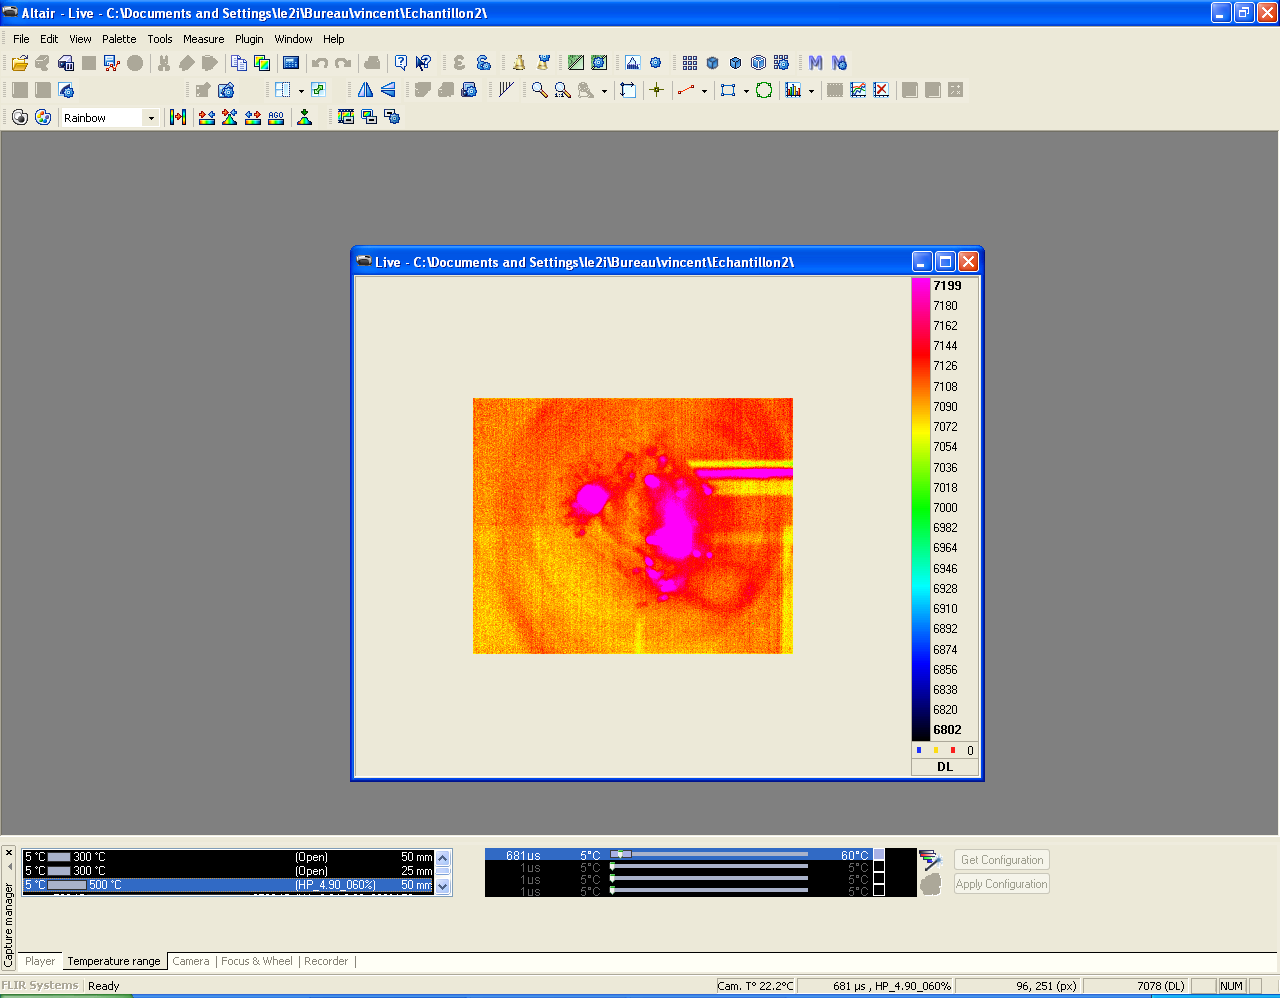 Altair - Live - C:\Documents and Settings\le2i\Bureau\vincent\Echantillon2\
File Edit View Palette Tools Measure Plugin Window Help
Rainbow
AGO
Live - C:\Documents and Settings\le2i\Bureau\vincent\Echantillon2\
7199
7180
7162
7144
7126
7108
7090
7072
7054
7036
7018
7000
6982
6964
6946
6928
6910
6892
6874
6856
6838
6820
6802
0
DL
Capture manager
5 °C 300 °C (Open) 50 mm
5 °C 300 °C (Open) 25 mm
5 °C 500 °C (HP_4.90_060%) 50 mm
681us 5°C 60°C
1us 5°C 5°C
1us 5°C 5°C
1us 5°C 5°C
Get Configuration
Apply Configuration
Player Temperature range Camera Focus & Wheel Recorder
FLIR Systems Ready Cam. T° 22.2°C 681 µs , HP_4.90_060% 96, 251 (px) 7078 (DL) NUM